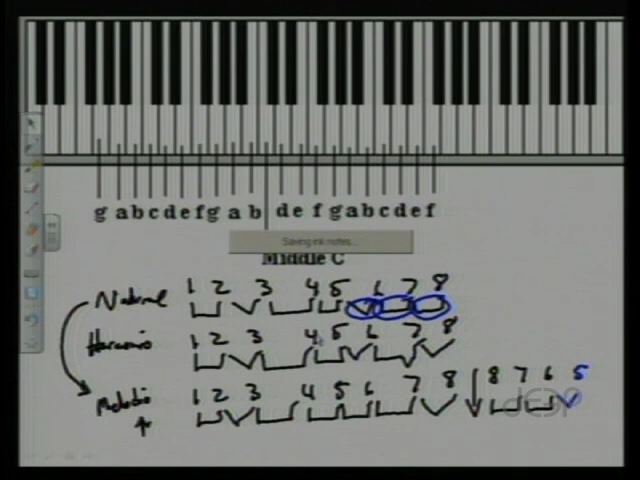 g a b c d e f g a b d e f g a b c d e f
Saving ink notes...
Middle C
Natural 1 2 3 4 5 6 7 8
Harmonic 1 2 3 4 5 6 7 8
Melodic 1 2 3 4 5 6 7 8 8 7 6 5